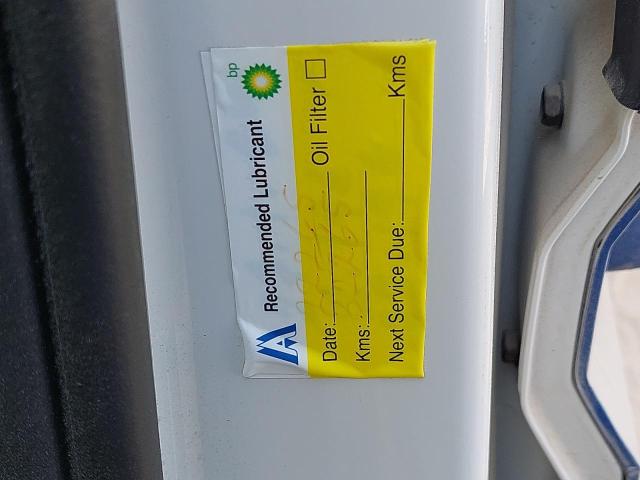 bp
Recommended Lubricant
Date: Oil Filter
Kms:
Next Service Due: Kms